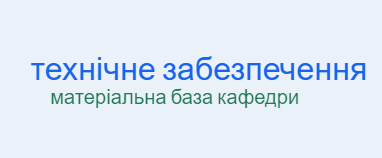 технічне забезпечення
матеріальна база кафедри